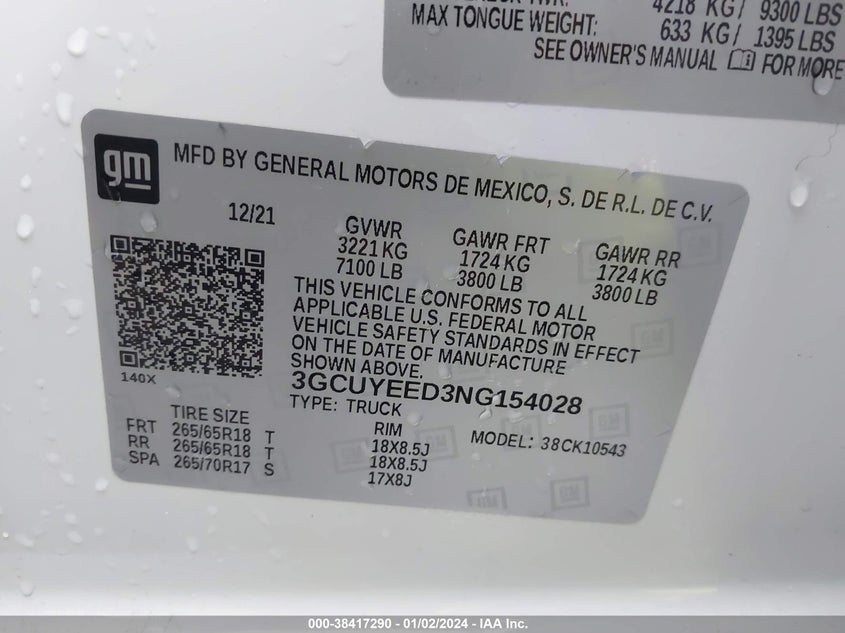 4218 KG/ 9300 LBS
MAX TONGUE WEIGHT: 633 KG/ 1395 LBS
SEE OWNER'S MANUAL FOR MORE
gm
MFD BY GENERAL MOTORS DE MEXICO, S. DE R.L. DE C.V.
12/21 GVWR GAWR FRT GAWR RR
3221 KG 1724 KG 1724 KG
7100 LB 3800 LB 3800 LB
THIS VEHICLE CONFORMS TO ALL
APPLICABLE U.S. FEDERAL MOTOR
VEHICLE SAFETY STANDARDS IN EFFECT
ON THE DATE OF MANUFACTURE
SHOWN ABOVE.
140X
3GCUYEED3NG154028
TYPE: TRUCK
TIRE SIZE RIM MODEL: 38CK10543
FRT 265/65R18 T 18X8.5J
RR 265/65R18 T 18X8.5J
SPA 265/70R17 S 17X8J
000-38417290 - 01/02/2024 - IAA Inc.